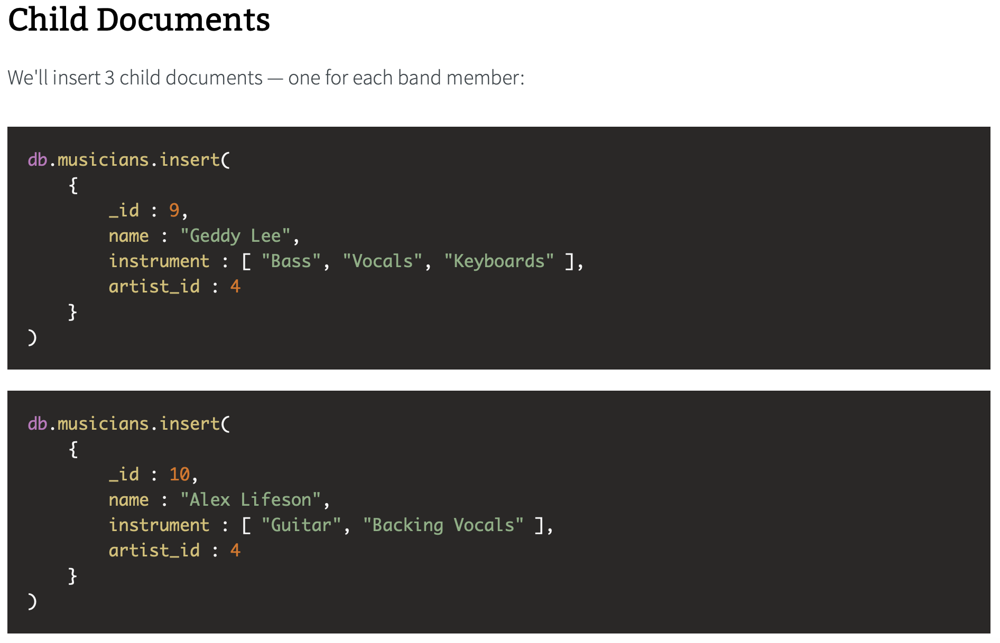 Child Documents
We'll insert 3 child documents — one for each band member:
db.musicians.insert(
    {
        _id : 9,
        name : "Geddy Lee",
        instrument : [ "Bass", "Vocals", "Keyboards" ],
        artist_id : 4
    }
)
db.musicians.insert(
    {
        _id : 10,
        name : "Alex Lifeson",
        instrument : [ "Guitar", "Backing Vocals" ],
        artist_id : 4
    }
)